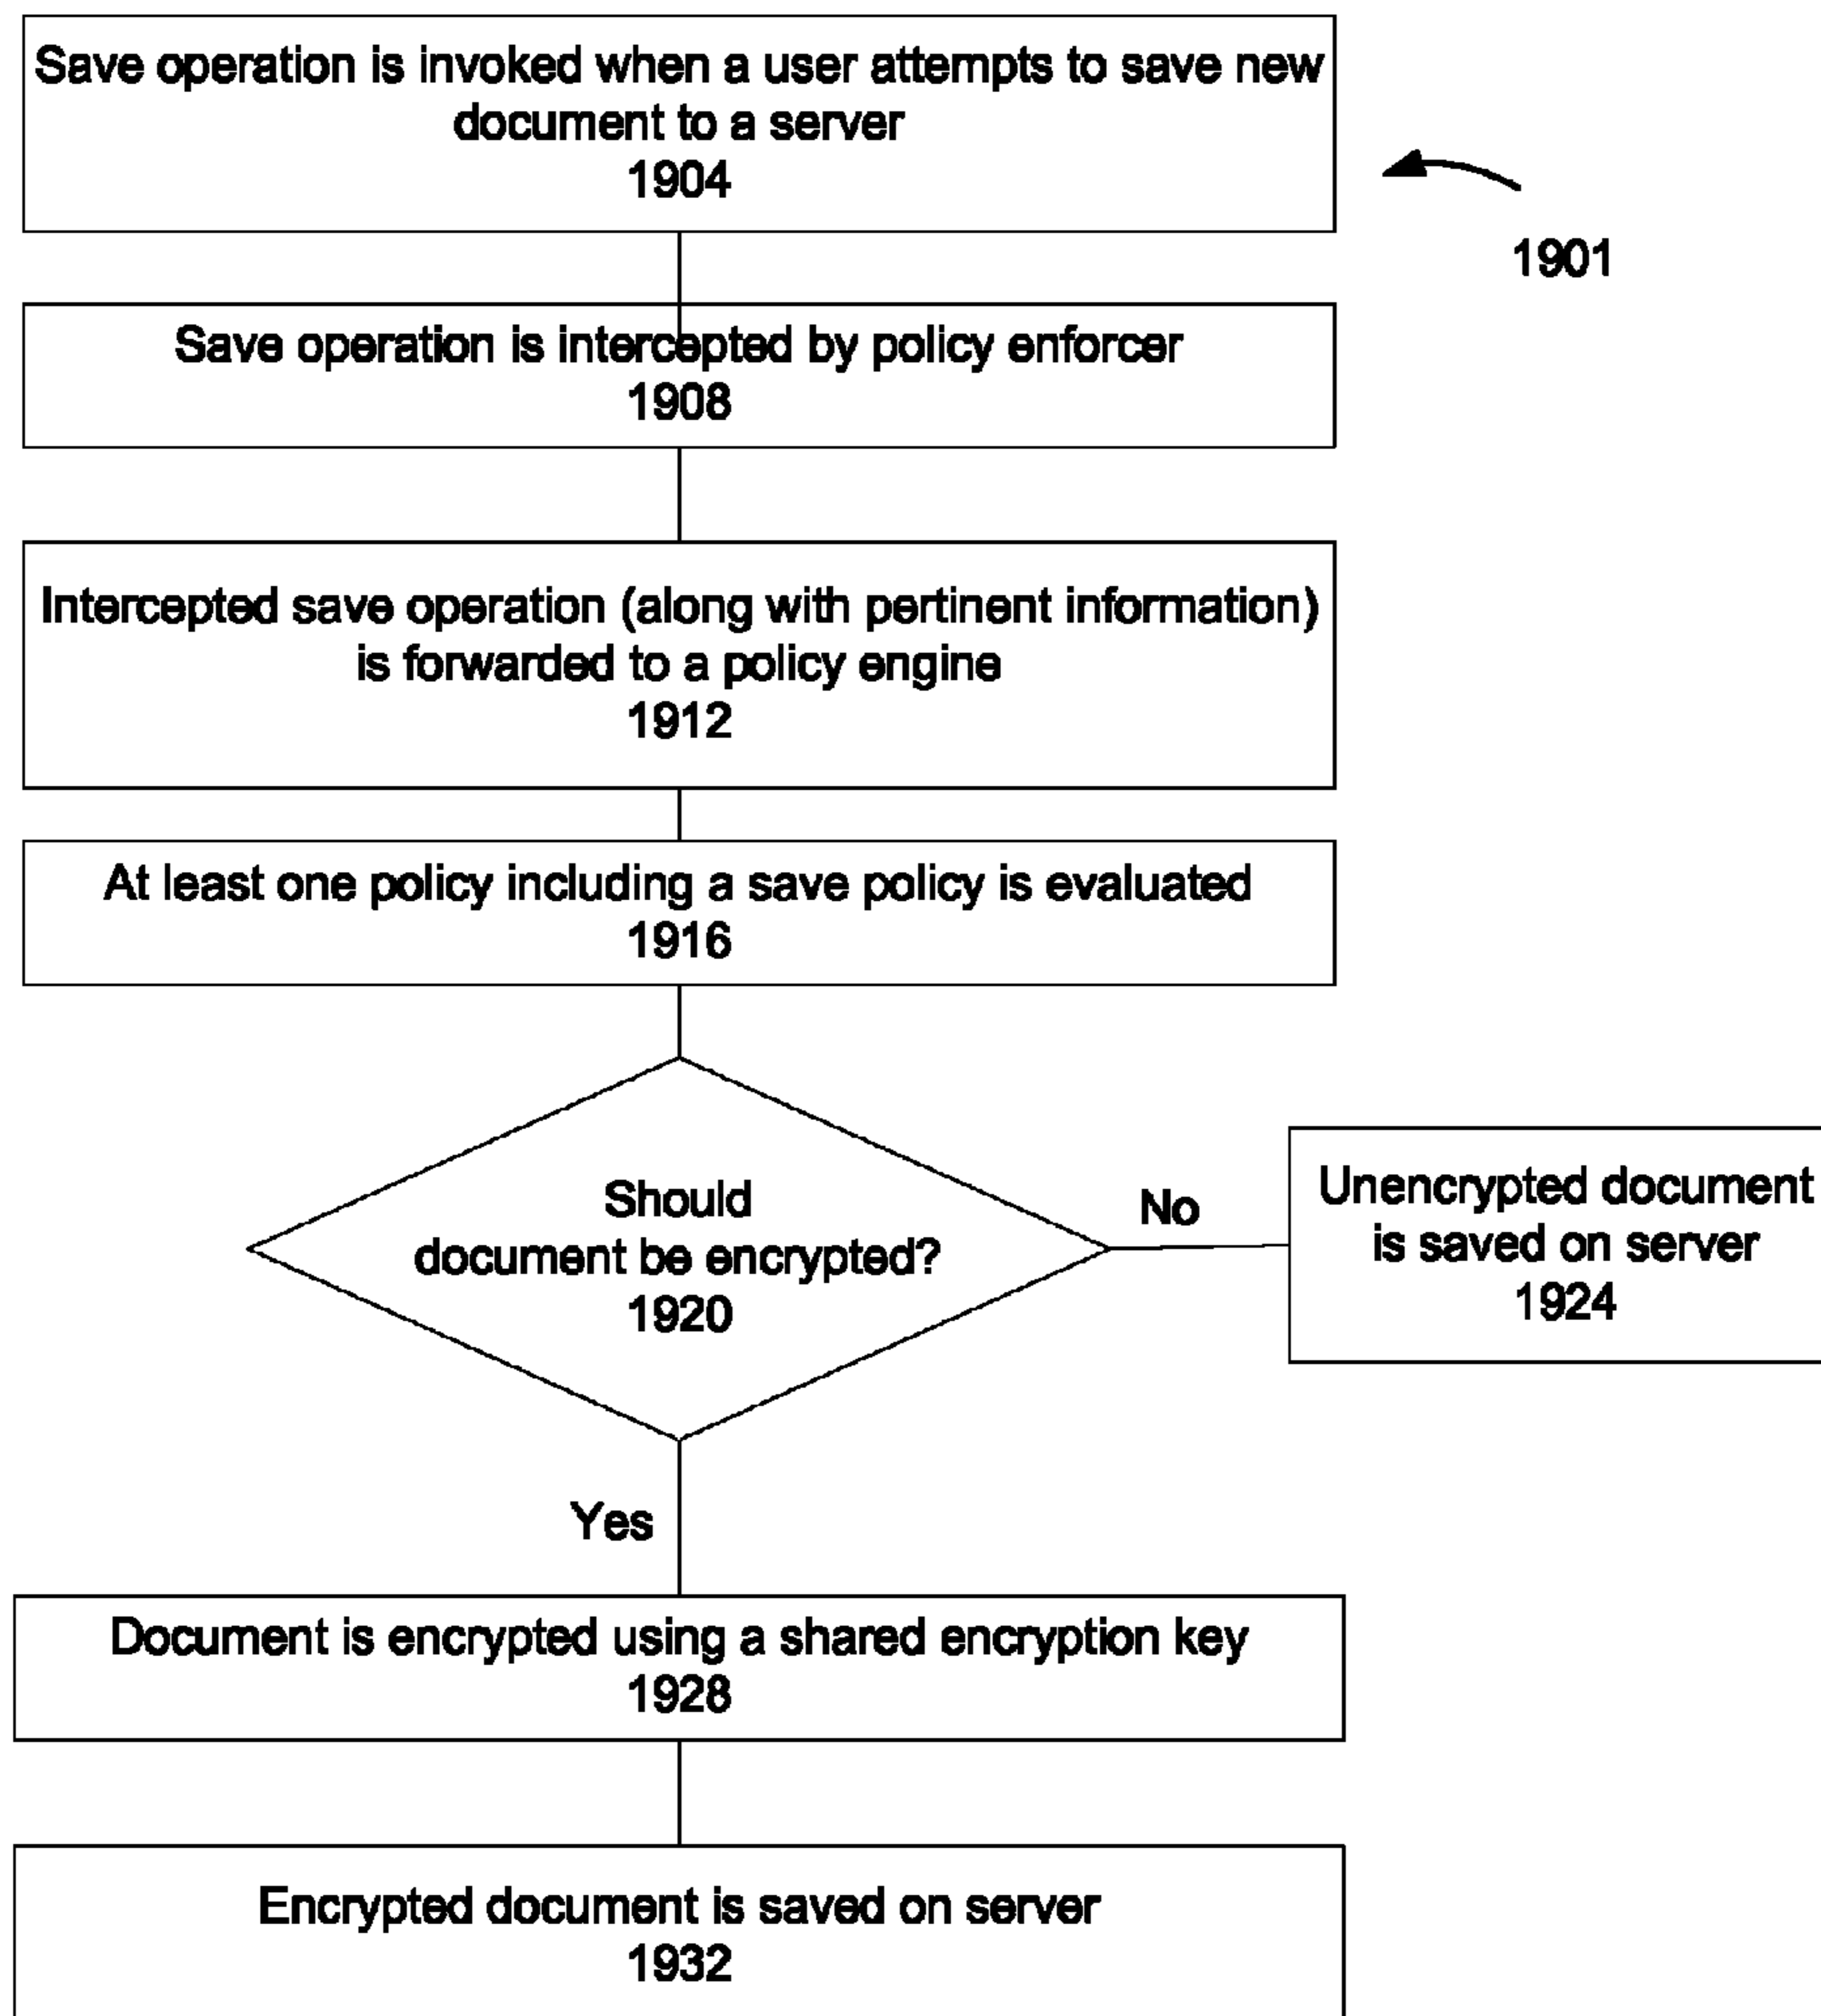 Save operation is invoked when a user attempts to save new
document to a server
1904
1901
Save operation is intercepted by policy enforcer
1908
Intercepted save operation (along with pertinent information)
is forwarded to a policy engine
1912
At least one policy including a save policy is evaluated
1916
Should
document be encrypted?
1920
No
Unencrypted document
is saved on server
1924
Yes
Document is encrypted using a shared encryption key
1928
Encrypted document is saved on server
1932